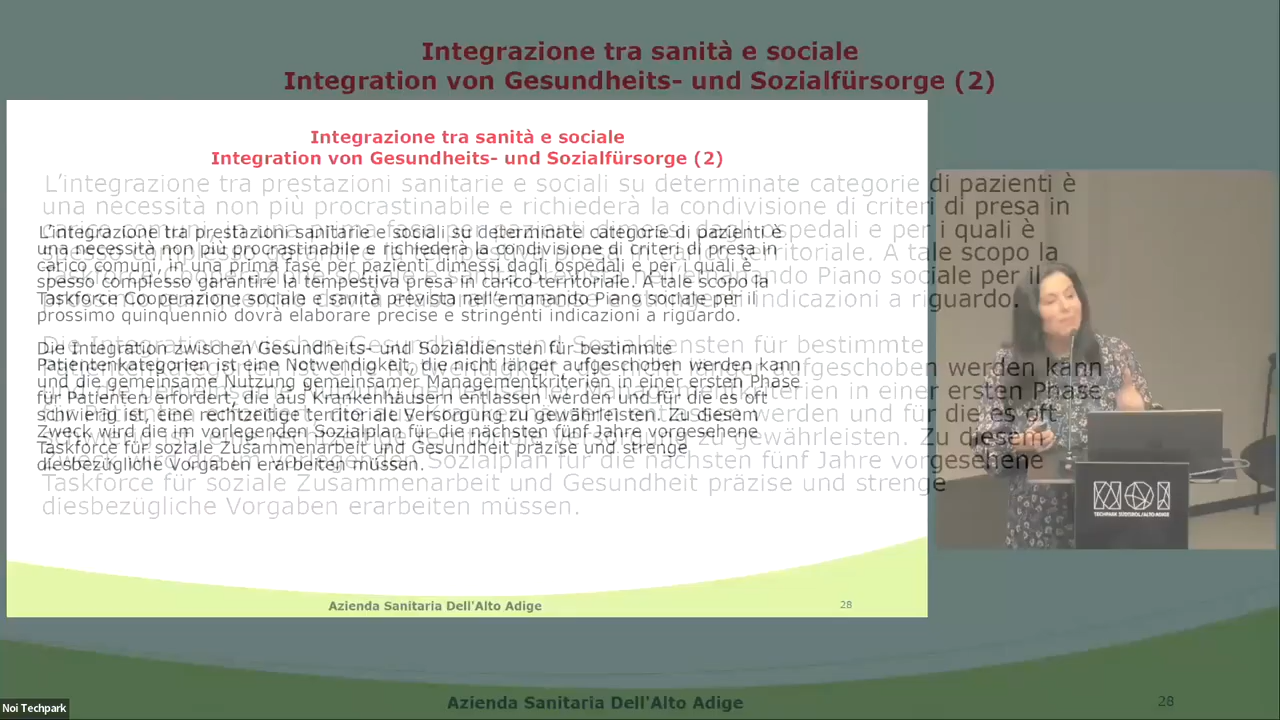 Integrazione tra sanità e sociale
Integration von Gesundheits- und Sozialfürsorge (2)
Integrazione tra sanità e sociale
Integration von Gesundheits- und Sozialfürsorge (2)
L'integrazione tra prestazioni sanitarie e sociali su determinate categorie di pazienti è
una necessità non più procrastinabile e richiederà la condivisione di criteri di presa in
carico comuni, in una prima fase per pazienti dimessi dagli ospedali e per i quali è
spesso complesso garantire la tempestiva presa in carico territoriale. A tale scopo la
Taskforce Cooperazione sociale e sanità prevista nell'emanando Piano sociale per il
prossimo quinquennio dovrà elaborare precise e stringenti indicazioni a riguardo.
Die Integration zwischen Gesundheits- und Sozialdiensten für bestimmte
Patientenkategorien ist eine Notwendigkeit, die nicht länger aufgeschoben werden kann
und die gemeinsame Nutzung gemeinsamer Managementkriterien in einer ersten Phase
für Patienten erfordert, die aus Krankenhäusern entlassen werden und für die es oft
schwierig ist, eine rechtzeitige territoriale Versorgung zu gewährleisten. Zu diesem
Zweck wird die im vorlegenden Sozialplan für die nächsten fünf Jahre vorgesehene
Taskforce für soziale Zusammenarbeit und Gesundheit präzise und strenge
diesbezügliche Vorgaben erarbeiten müssen.
Azienda Sanitaria Dell'Alto Adige
28
NOI
TECHPARK SÜDTIROL/ALTO ADIGE
Azienda Sanitaria Dell'Alto Adige
28
Noi Techpark